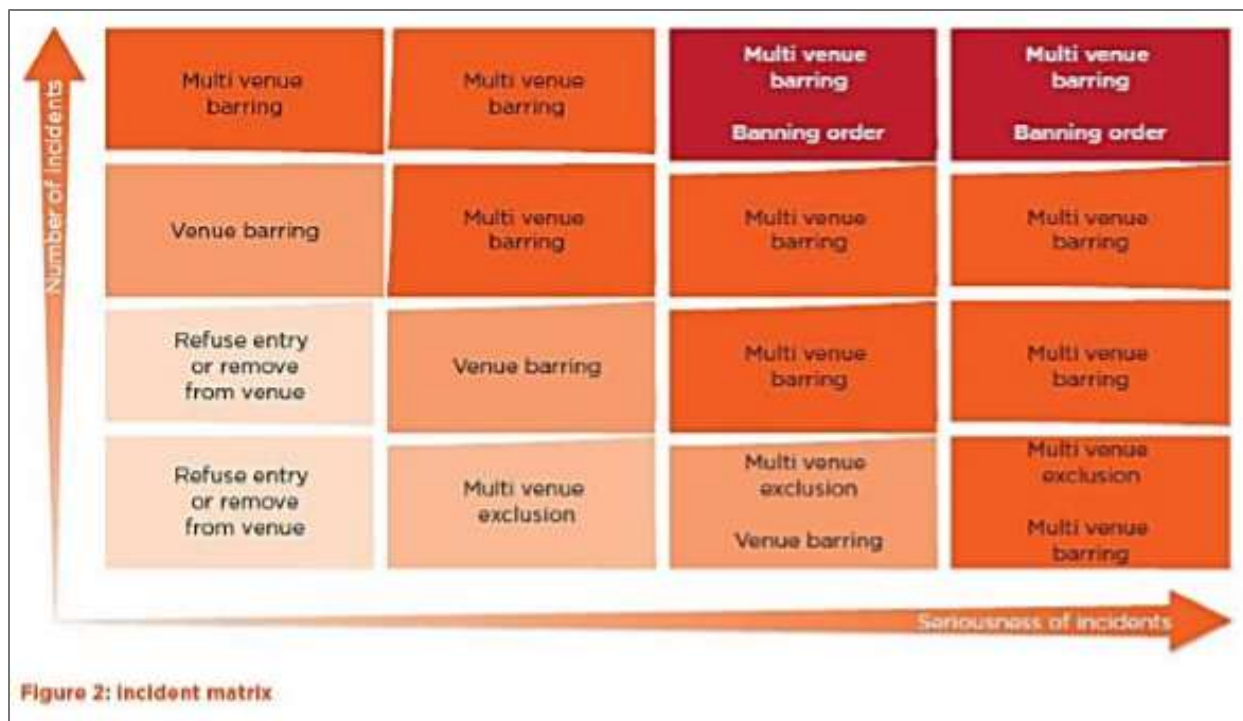 Number of incidents
Multi venue
barring
Multi venue
barring
Multi venue
barring
Banning order
Multi venue
barring
Banning order
Venue barring
Multi venue
barring
Multi venue
barring
Multi venue
barring
Refuse entry
or remove
from venue
Venue barring
Multi venue
barring
Multi venue
barring
Refuse entry
or remove
from venue
Multi venue
exclusion
Multi venue
exclusion
Venue barring
Multi venue
exclusion
Multi venue
barring
Seriousness of incidents
Figure 2: Incident matrix